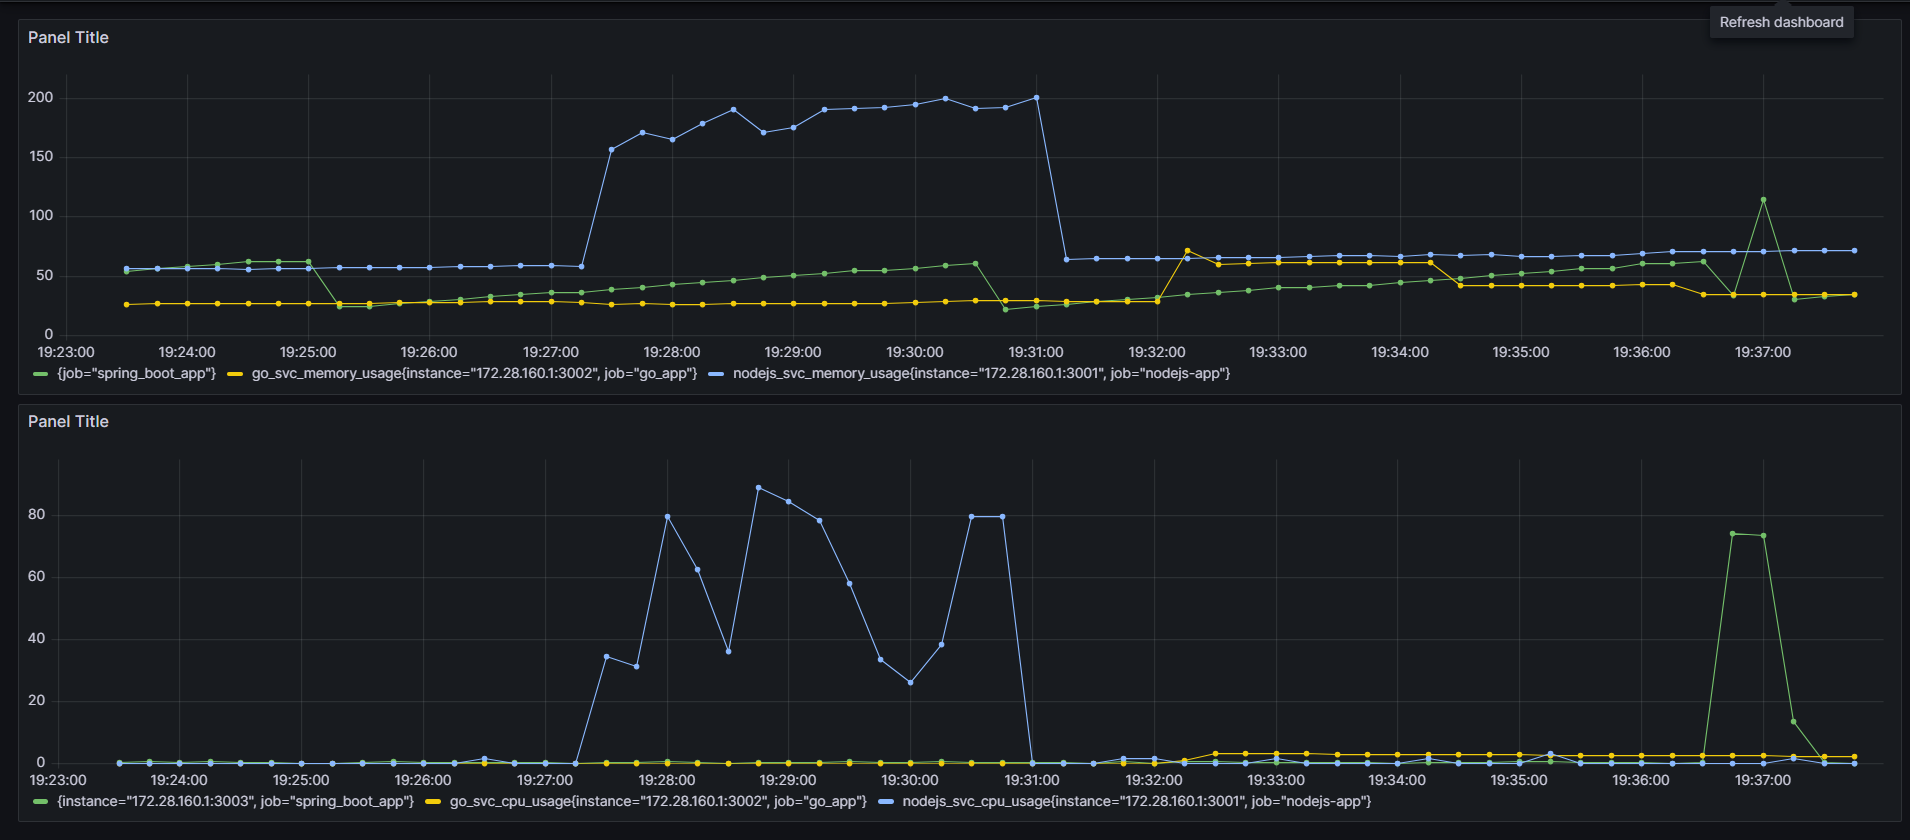 Refresh dashboard
Panel Title
200
150
100
50
0
19:23:00 19:24:00 19:25:00 19:26:00 19:27:00 19:28:00 19:29:00 19:30:00 19:31:00 19:32:00 19:33:00 19:34:00 19:35:00 19:36:00 19:37:00
{job="spring_boot_app"} go_svc_memory_usage{instance="172.28.160.1:3002", job="go_app"} nodejs_svc_memory_usage{instance="172.28.160.1:3001", job="nodejs-app"}
Panel Title
80
60
40
20
0
19:23:00 19:24:00 19:25:00 19:26:00 19:27:00 19:28:00 19:29:00 19:30:00 19:31:00 19:32:00 19:33:00 19:34:00 19:35:00 19:36:00 19:37:00
{instance="172.28.160.1:3003", job="spring_boot_app"} go_svc_cpu_usage{instance="172.28.160.1:3002", job="go_app"} nodejs_svc_cpu_usage{instance="172.28.160.1:3001", job="nodejs-app"}